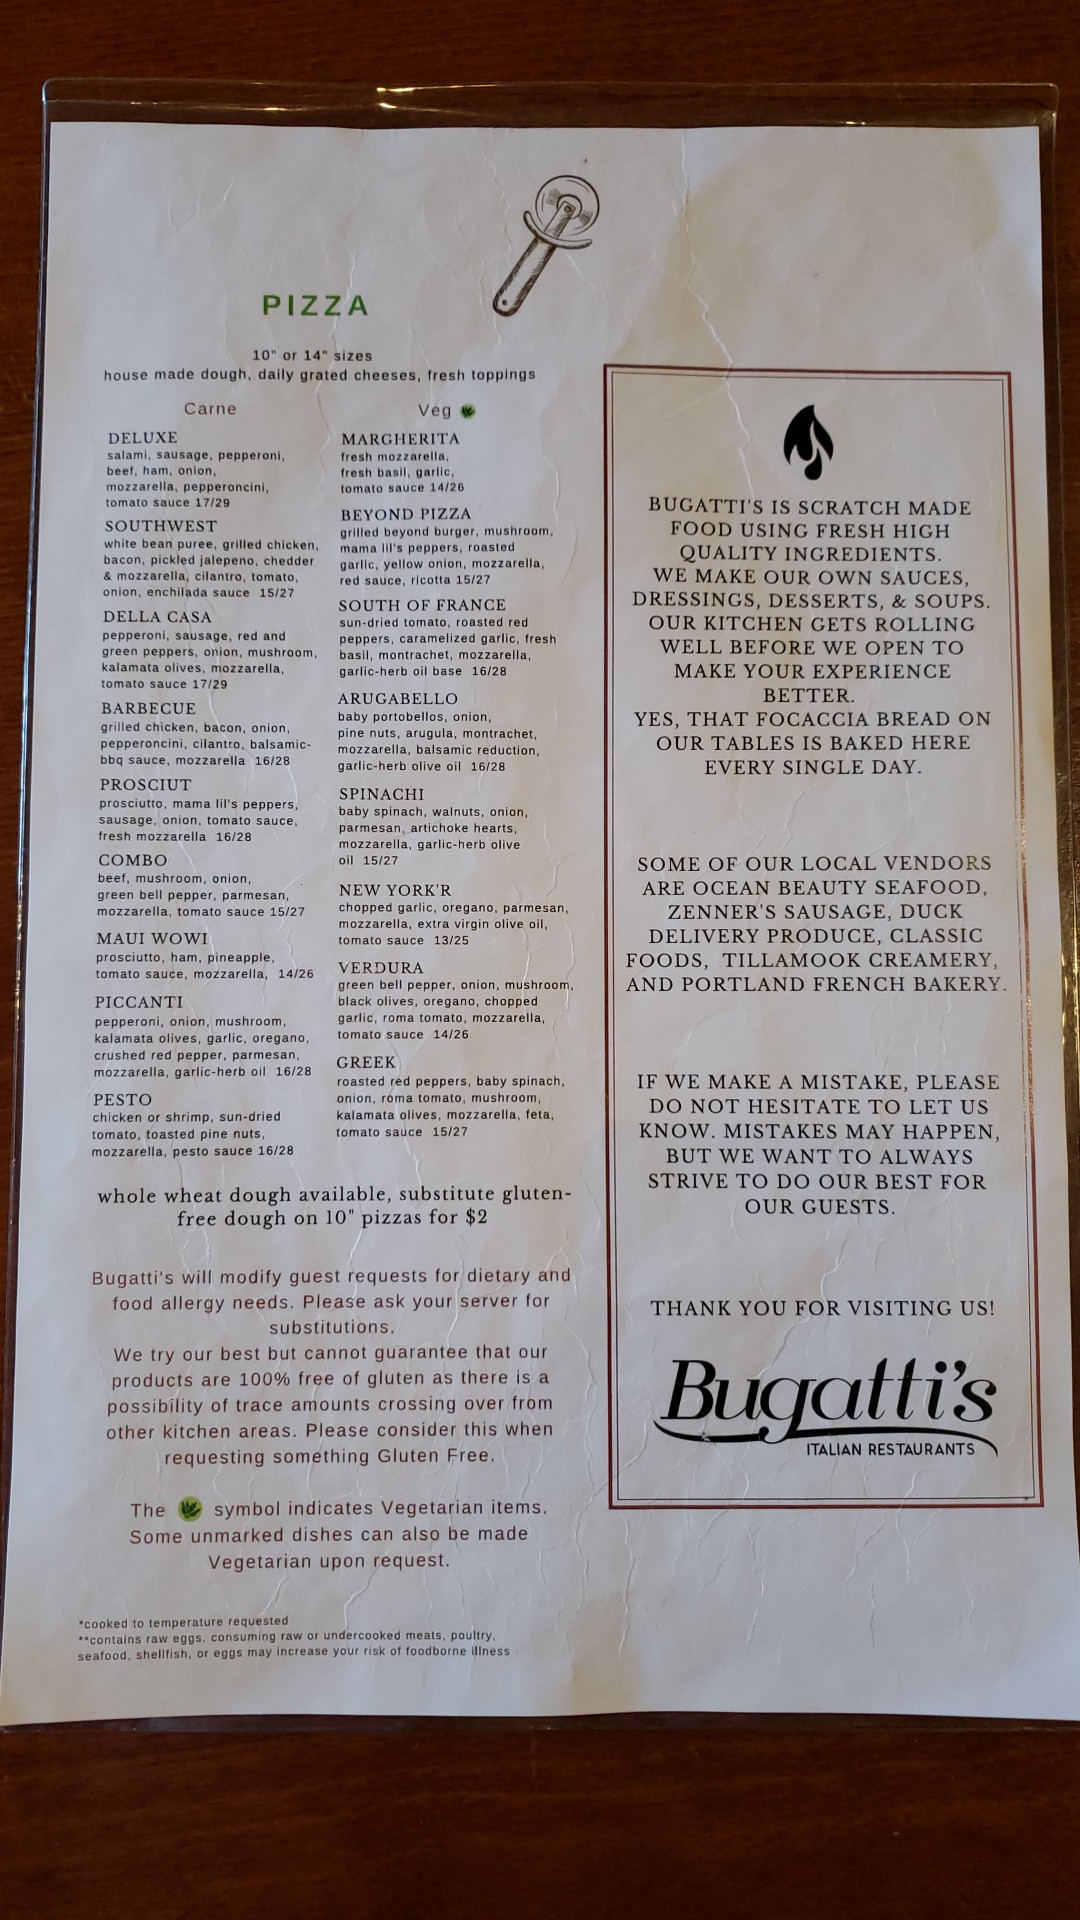 PIZZA
10" or 14" sizes
house made dough, daily grated cheeses, fresh toppings
Carne
DELUXE
salami, sausage, pepperoni,
beef, ham, onion,
mozzarella, pepperoncini,
tomato sauce 17/29
SOUTHWEST
white bean puree, grilled chicken,
bacon, pickled jalepeno, chedder
& mozzarella, cilantro, tomato,
onion, enchilada sauce 15/27
DELLA CASA
pepperoni, sausage, red and
green peppers, onion, mushroom,
kalamata olives, mozzarella,
tomato sauce 17/29
BARBECUE
grilled chicken, bacon, onion,
pepperoncini, cilantro, balsamic-
bbq sauce, mozzarella 16/28
PROSCIUT
prosciutto, mama lil's peppers,
sausage, onion, tomato sauce,
fresh mozzarella 16/28
COMBO
beef, mushroom, onion,
green bell pepper, parmesan,
mozzarella, tomato sauce 15/27
MAUI WOWI
prosciutto, ham, pineapple,
tomato sauce, mozzarella, 14/26
PICCANTI
pepperoni, onion, mushroom,
kalamata olives, garlic, oregano,
crushed red pepper, parmesan,
mozzarella, garlic-herb oil 16/28
PESTO
chicken or shrimp, sun-dried
tomato, toasted pine nuts,
mozzarella, pesto sauce 16/28
Veg
MARGHERITA
fresh mozzarella,
fresh basil, garlic,
tomato sauce 14/26
BEYOND PIZZA
grilled beyond burger, mushroom,
mama lil's peppers, roasted
garlic, yellow onion, mozzarella,
red sauce, ricotta 15/27
SOUTH OF FRANCE
sun-dried tomato, roasted red
peppers, caramelized garlic, fresh
basil, montrachet, mozzarella,
garlic-herb oil base 16/28
ARUGABELLO
baby portobellos, onion,
pine nuts, arugula, montrachet,
mozzarella, balsamic reduction,
garlic-herb olive oil 16/28
SPINACHI
baby spinach, walnuts, onion,
parmesan, artichoke hearts,
mozzarella, garlic-herb olive
oil 15/27
NEW YORK'R
chopped garlic, oregano, parmesan,
mozzarella, extra virgin olive oil,
tomato sauce 13/25
VERDURA
green bell pepper, onion, mushroom,
black olives, oregano, chopped
garlic, roma tomato, mozzarella,
tomato sauce 14/26
GREEK
roasted red peppers, baby spinach,
onion, roma tomato, mushroom,
kalamata olives, mozzarella, feta,
tomato sauce 15/27
whole wheat dough available, substitute gluten-
free dough on 10" pizzas for $2
Bugatti's will modify guest requests for dietary and
food allergy needs. Please ask your server for
substitutions.
We try our best but cannot guarantee that our
products are 100% free of gluten as there is a
possibility of trace amounts crossing over from
other kitchen areas. Please consider this when
requesting something Gluten Free.
The symbol indicates Vegetarian items.
Some unmarked dishes can also be made
Vegetarian upon request.
*cooked to temperature requested
**contains raw eggs. consuming raw or undercooked meats, poultry,
seafood, shellfish, or eggs may increase your risk of foodborne illness
BUGATTI'S IS SCRATCH MADE
FOOD USING FRESH HIGH
QUALITY INGREDIENTS.
WE MAKE OUR OWN SAUCES,
DRESSINGS, DESSERTS, & SOUPS.
OUR KITCHEN GETS ROLLING
WELL BEFORE WE OPEN TO
MAKE YOUR EXPERIENCE
BETTER.
YES, THAT FOCACCIA BREAD ON
OUR TABLES IS BAKED HERE
EVERY SINGLE DAY.
SOME OF OUR LOCAL VENDORS
ARE OCEAN BEAUTY SEAFOOD,
ZENNER'S SAUSAGE, DUCK
DELIVERY PRODUCE, CLASSIC
FOODS, TILLAMOOK CREAMERY,
AND PORTLAND FRENCH BAKERY.
IF WE MAKE A MISTAKE, PLEASE
DO NOT HESITATE TO LET US
KNOW. MISTAKES MAY HAPPEN,
BUT WE WANT TO ALWAYS
STRIVE TO DO OUR BEST FOR
OUR GUESTS.
THANK YOU FOR VISITING US!
Bugatti's
ITALIAN RESTAURANTS